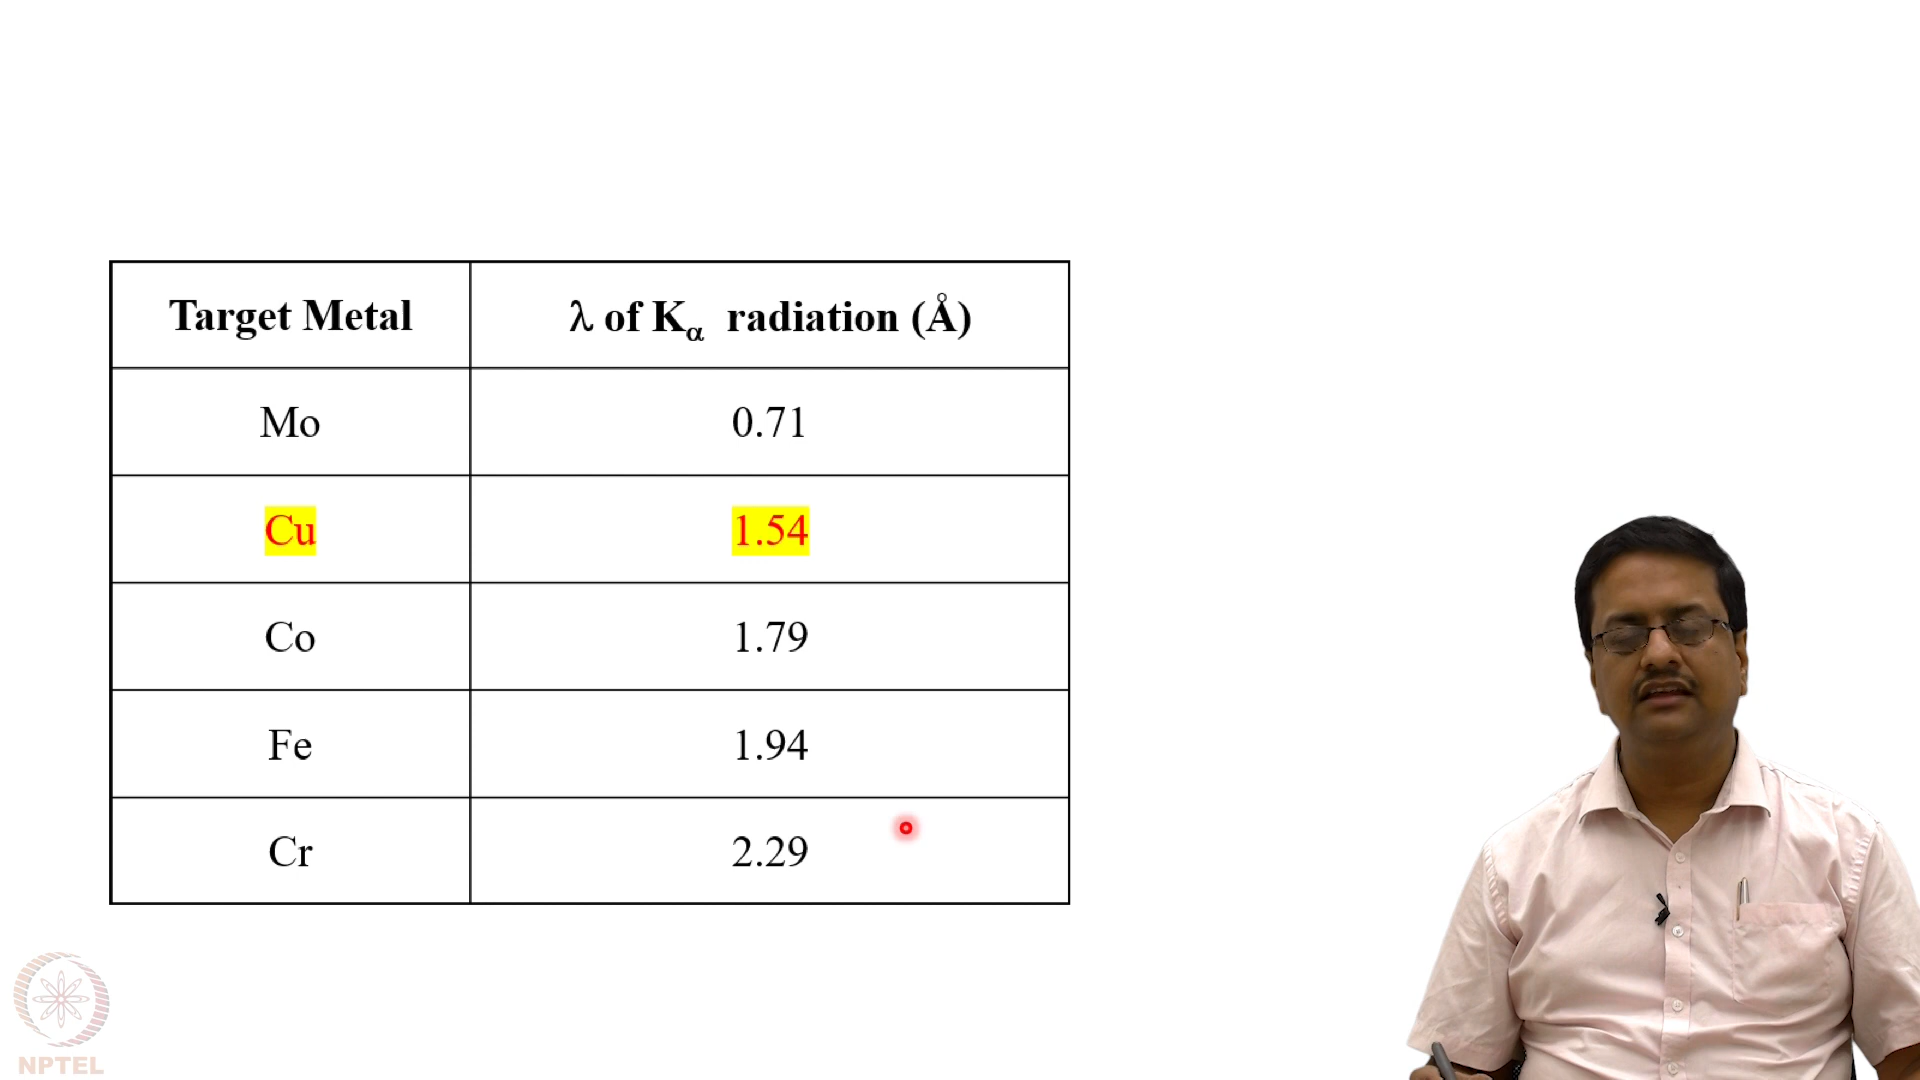 Target Metal
λ of Kα radiation (Å)
Mo
0.71
Cu
1.54
Co
1.79
Fe
1.94
Cr
2.29
NPTEL